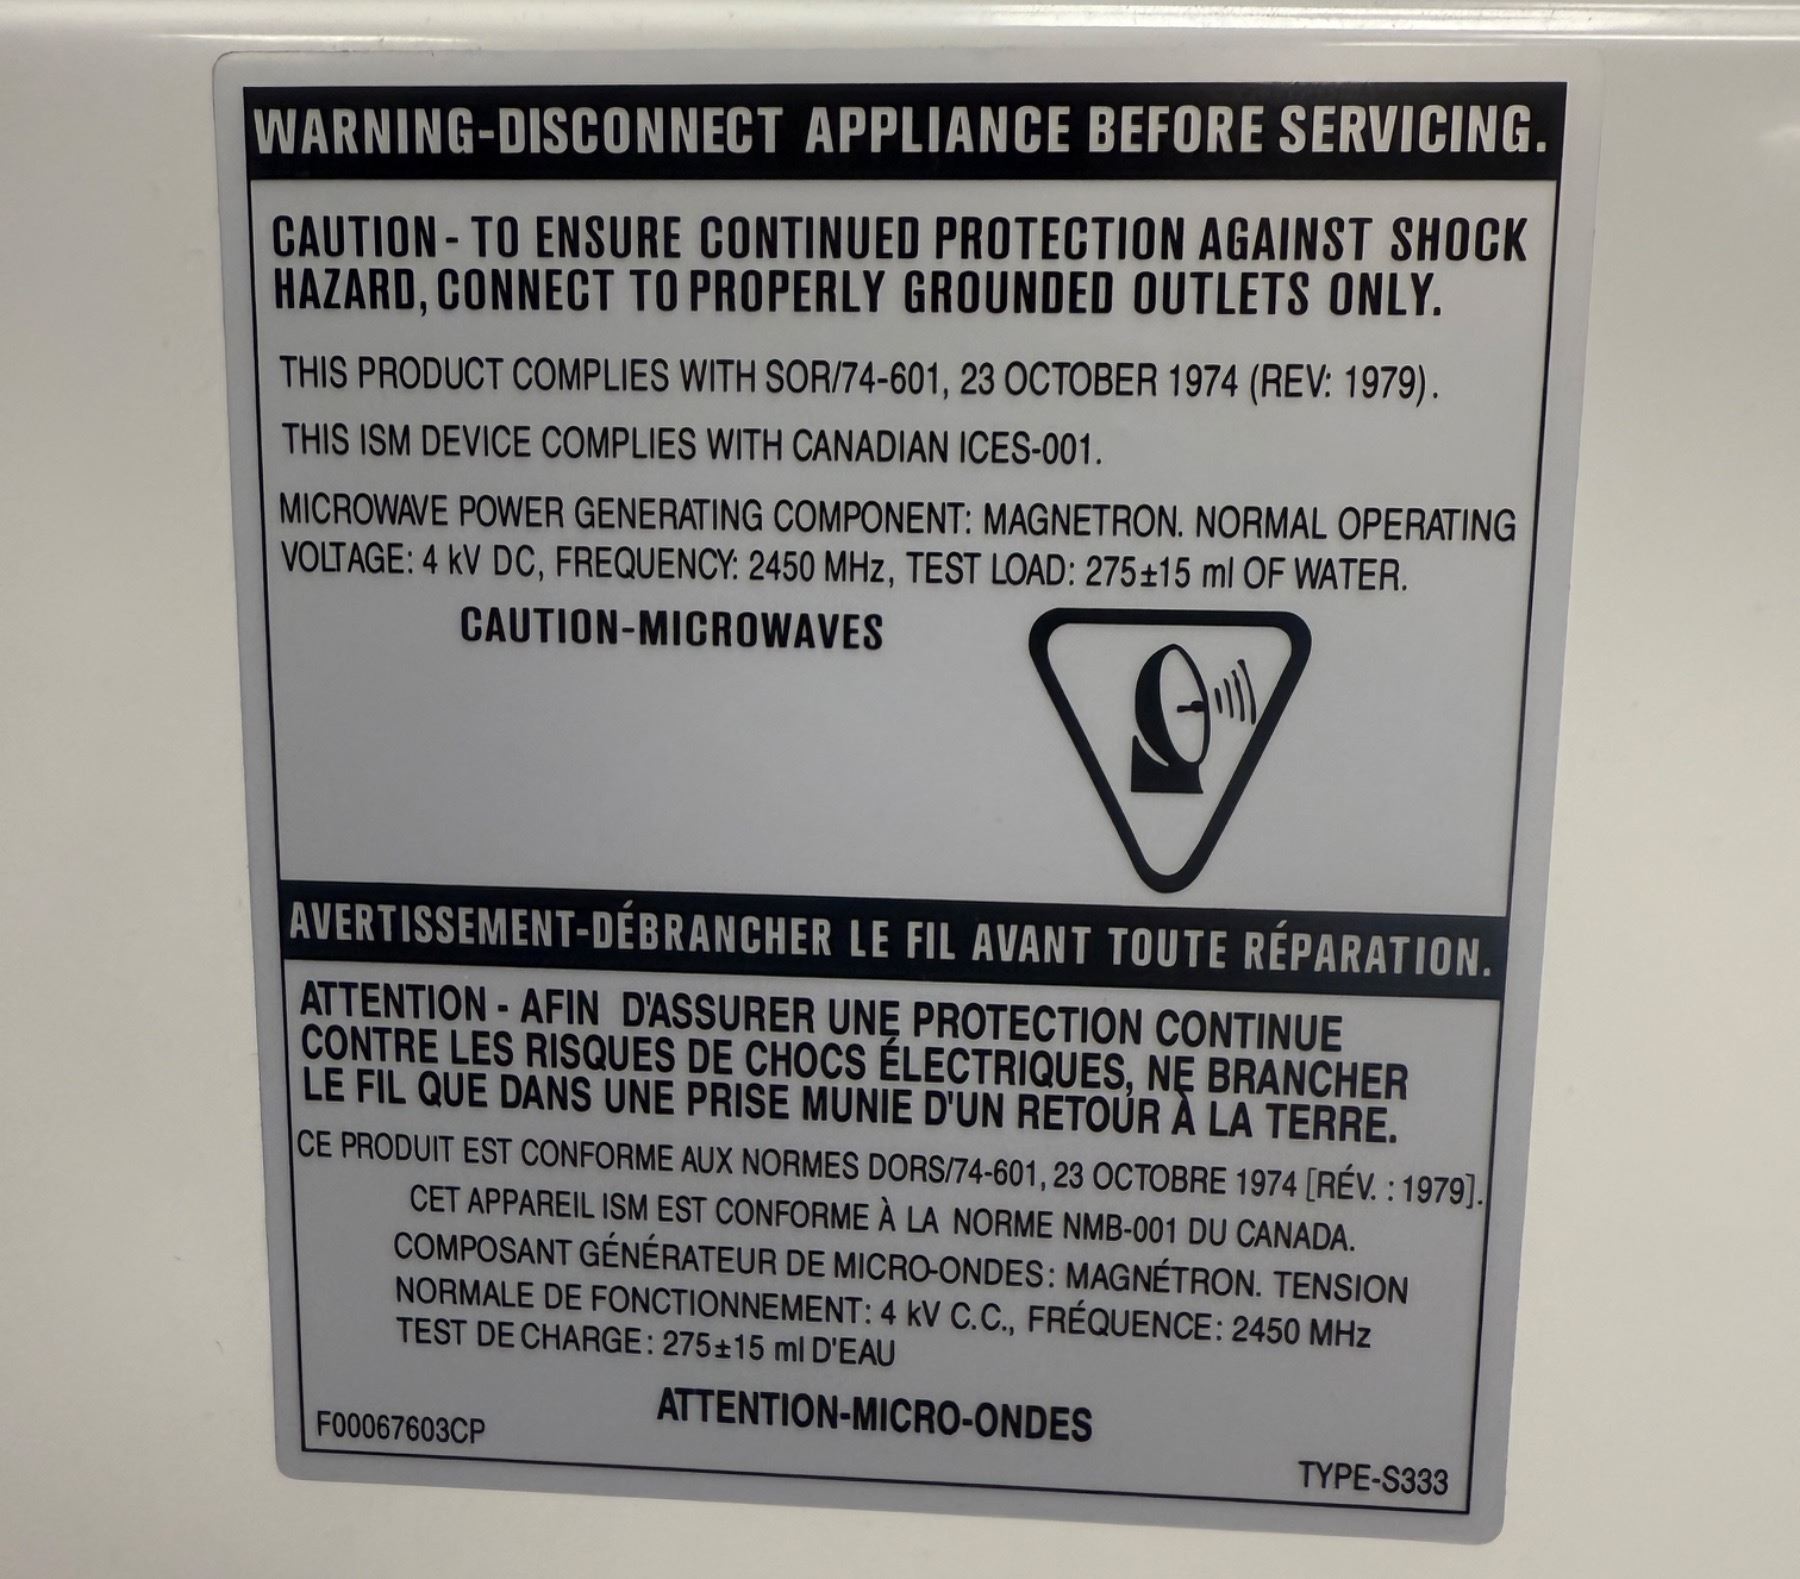 WARNING-DISCONNECT APPLIANCE BEFORE SERVICING.
CAUTION - TO ENSURE CONTINUED PROTECTION AGAINST SHOCK
HAZARD, CONNECT TO PROPERLY GROUNDED OUTLETS ONLY.
THIS PRODUCT COMPLIES WITH SOR/74-601, 23 OCTOBER 1974 (REV: 1979).
THIS ISM DEVICE COMPLIES WITH CANADIAN ICES-001.
MICROWAVE POWER GENERATING COMPONENT: MAGNETRON. NORMAL OPERATING
VOLTAGE: 4 kV DC, FREQUENCY: 2450 MHz, TEST LOAD: 275±15 ml OF WATER.
CAUTION-MICROWAVES
AVERTISSEMENT-DÉBRANCHER LE FIL AVANT TOUTE RÉPARATION.
ATTENTION - AFIN D'ASSURER UNE PROTECTION CONTINUE
CONTRE LES RISQUES DE CHOCS ÉLECTRIQUES, NE BRANCHER
LE FIL QUE DANS UNE PRISE MUNIE D'UN RETOUR À LA TERRE.
CE PRODUIT EST CONFORME AUX NORMES DORS/74-601, 23 OCTOBRE 1974 [RÉV. : 1979].
CET APPAREIL ISM EST CONFORME À LA NORME NMB-001 DU CANADA.
COMPOSANT GÉNÉRATEUR DE MICRO-ONDES: MAGNÉTRON. TENSION
NORMALE DE FONCTIONNEMENT: 4 kV C.C., FRÉQUENCE: 2450 MHz
TEST DE CHARGE: 275±15 ml D'EAU
ATTENTION-MICRO-ONDES
F00067603CP
TYPE-S333